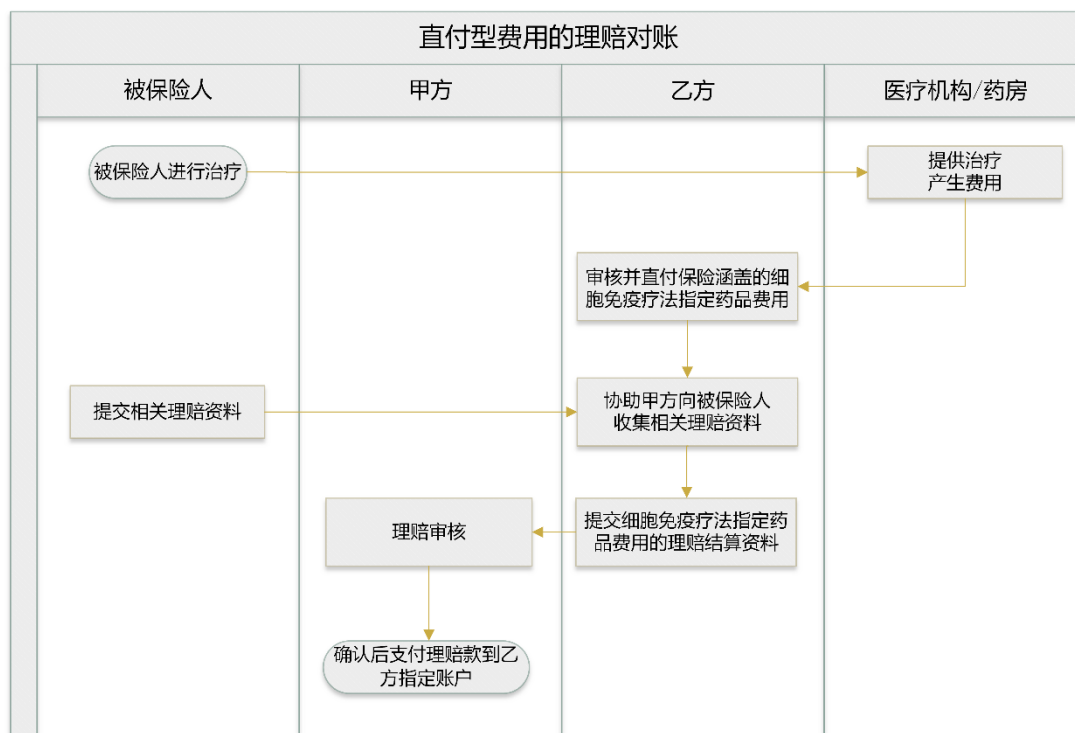 直付型费用的理赔对账
被保险人
甲方
乙方
医疗机构/药房
被保险人进行治疗
提供治疗
产生费用
审核并直付保险涵盖的细
胞免疫疗法指定药品费用
提交相关理赔资料
协助甲方向被保险人
收集相关理赔资料
理赔审核
提交细胞免疫疗法指定药
品费用的理赔结算资料
确认后支付理赔款到乙
方指定账户